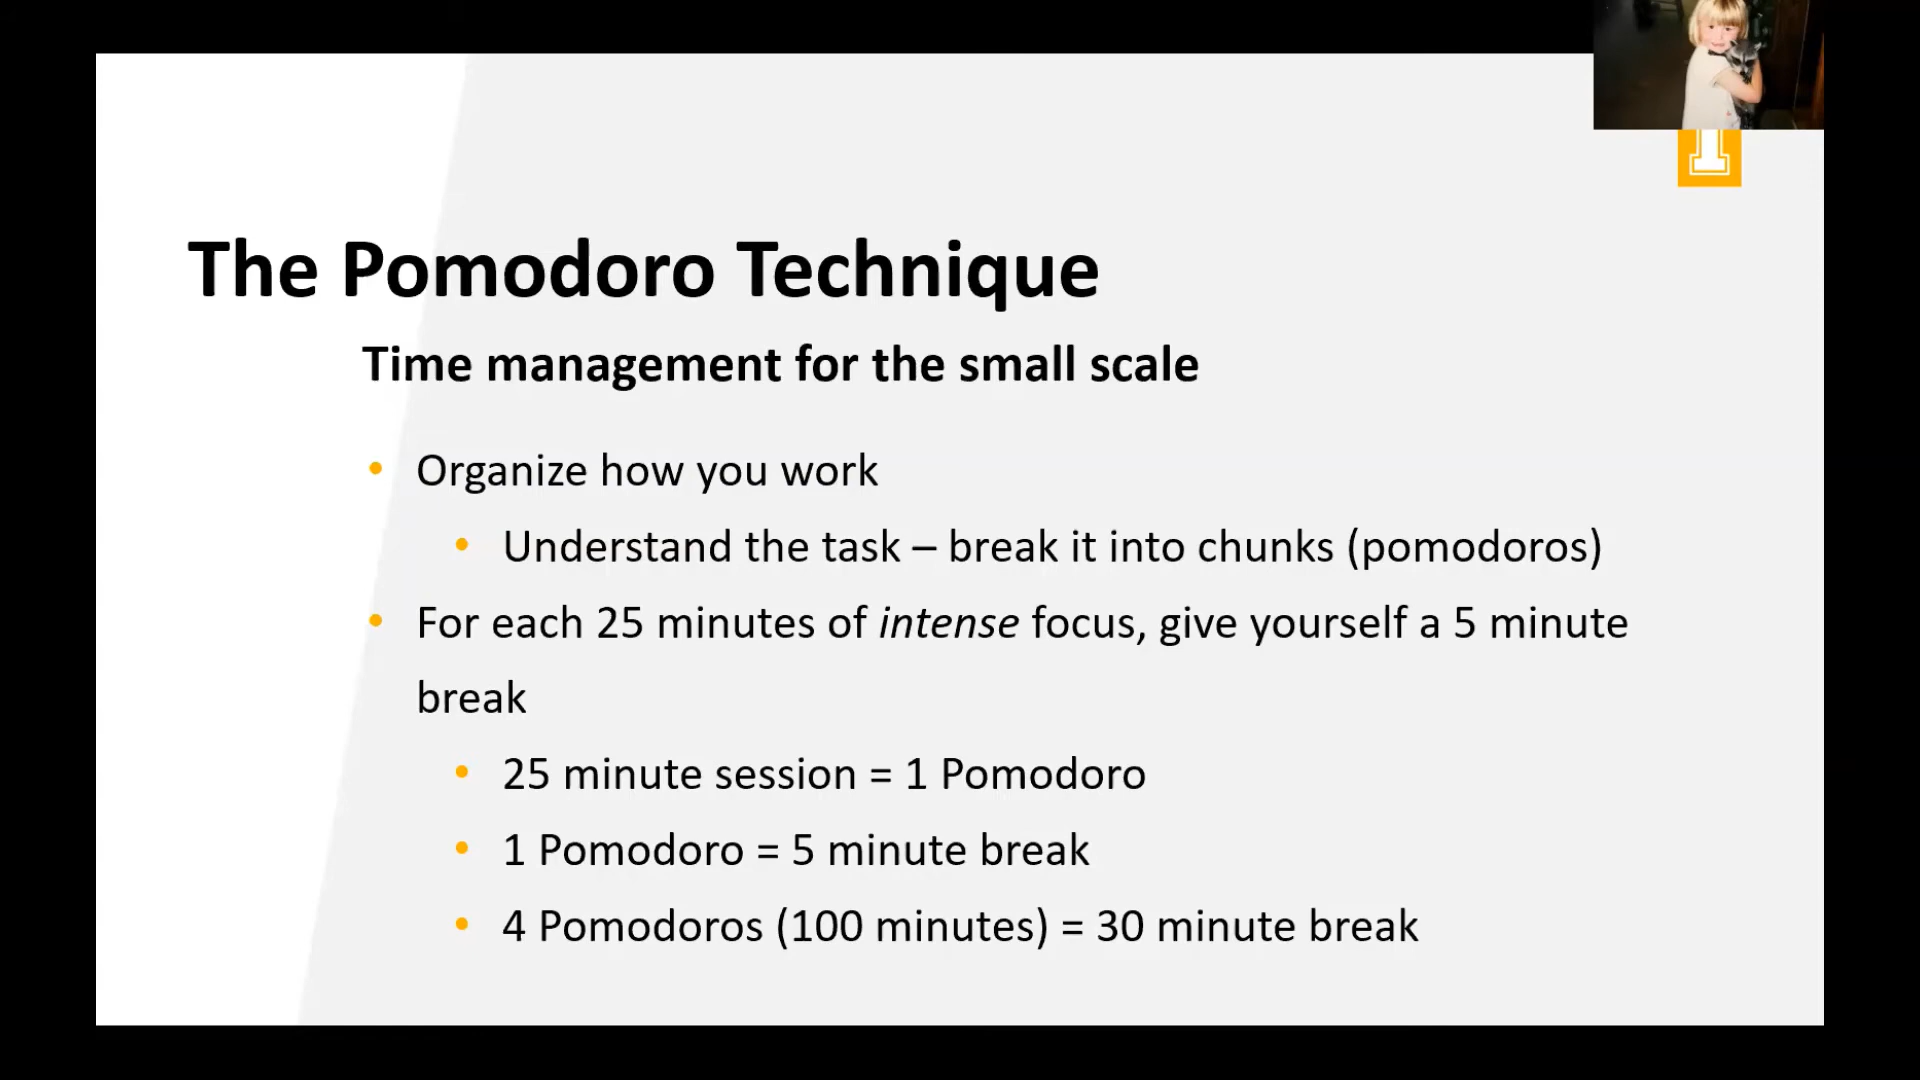 The Pomodoro Technique
Time management for the small scale
• Organize how you work
• Understand the task – break it into chunks (pomodoros)
• For each 25 minutes of intense focus, give yourself a 5 minute
break
• 25 minute session = 1 Pomodoro
• 1 Pomodoro = 5 minute break
• 4 Pomodoros (100 minutes) = 30 minute break